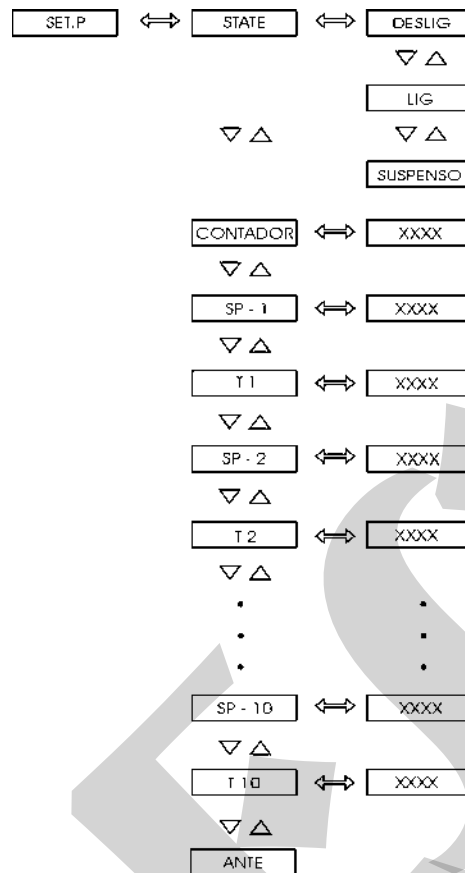 SET.P STATE DESLIG
LIG
SUSPENSO
CONTADOR XXXX
SP - 1 XXXX
T 1 XXXX
SP - 2 XXXX
T 2 XXXX
SP - 10 XXXX
T 10 XXXX
ANTE